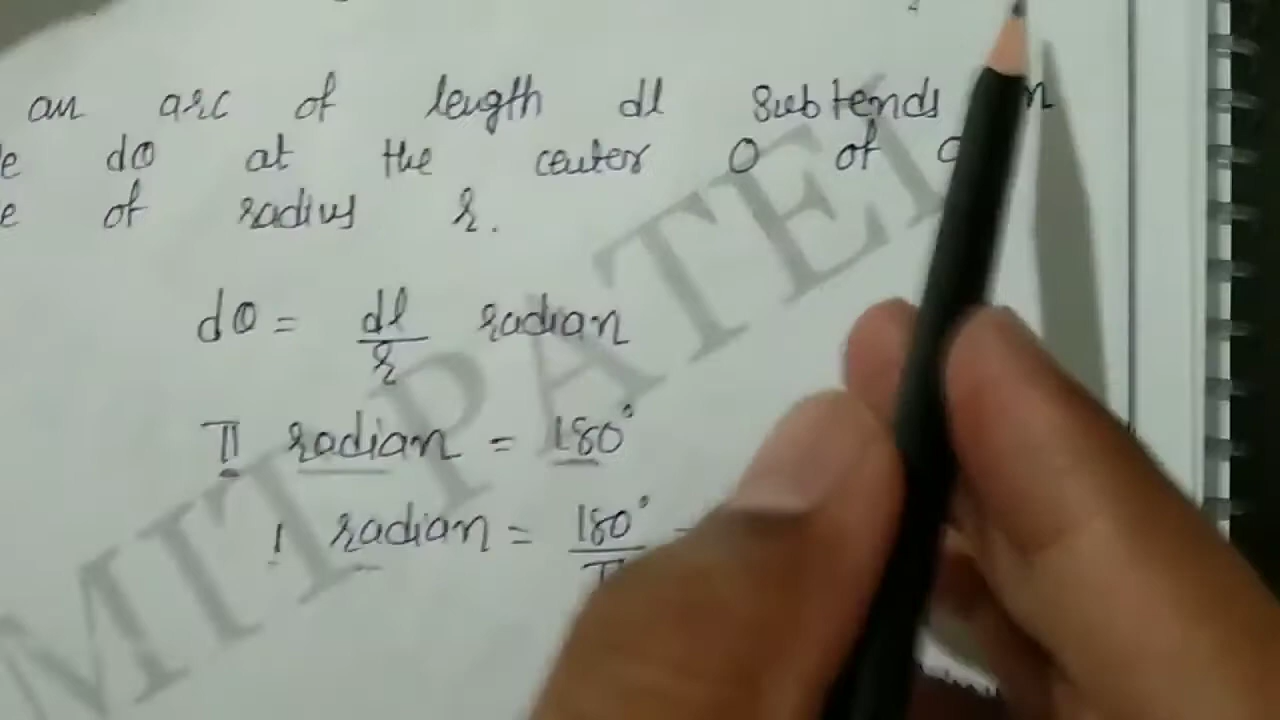 an arc of length dl subtends
dθ at the center O of
of radius r.
dθ = dl/r radian
π radian = 180°
1 radian = 180°/π
MIT PATEL